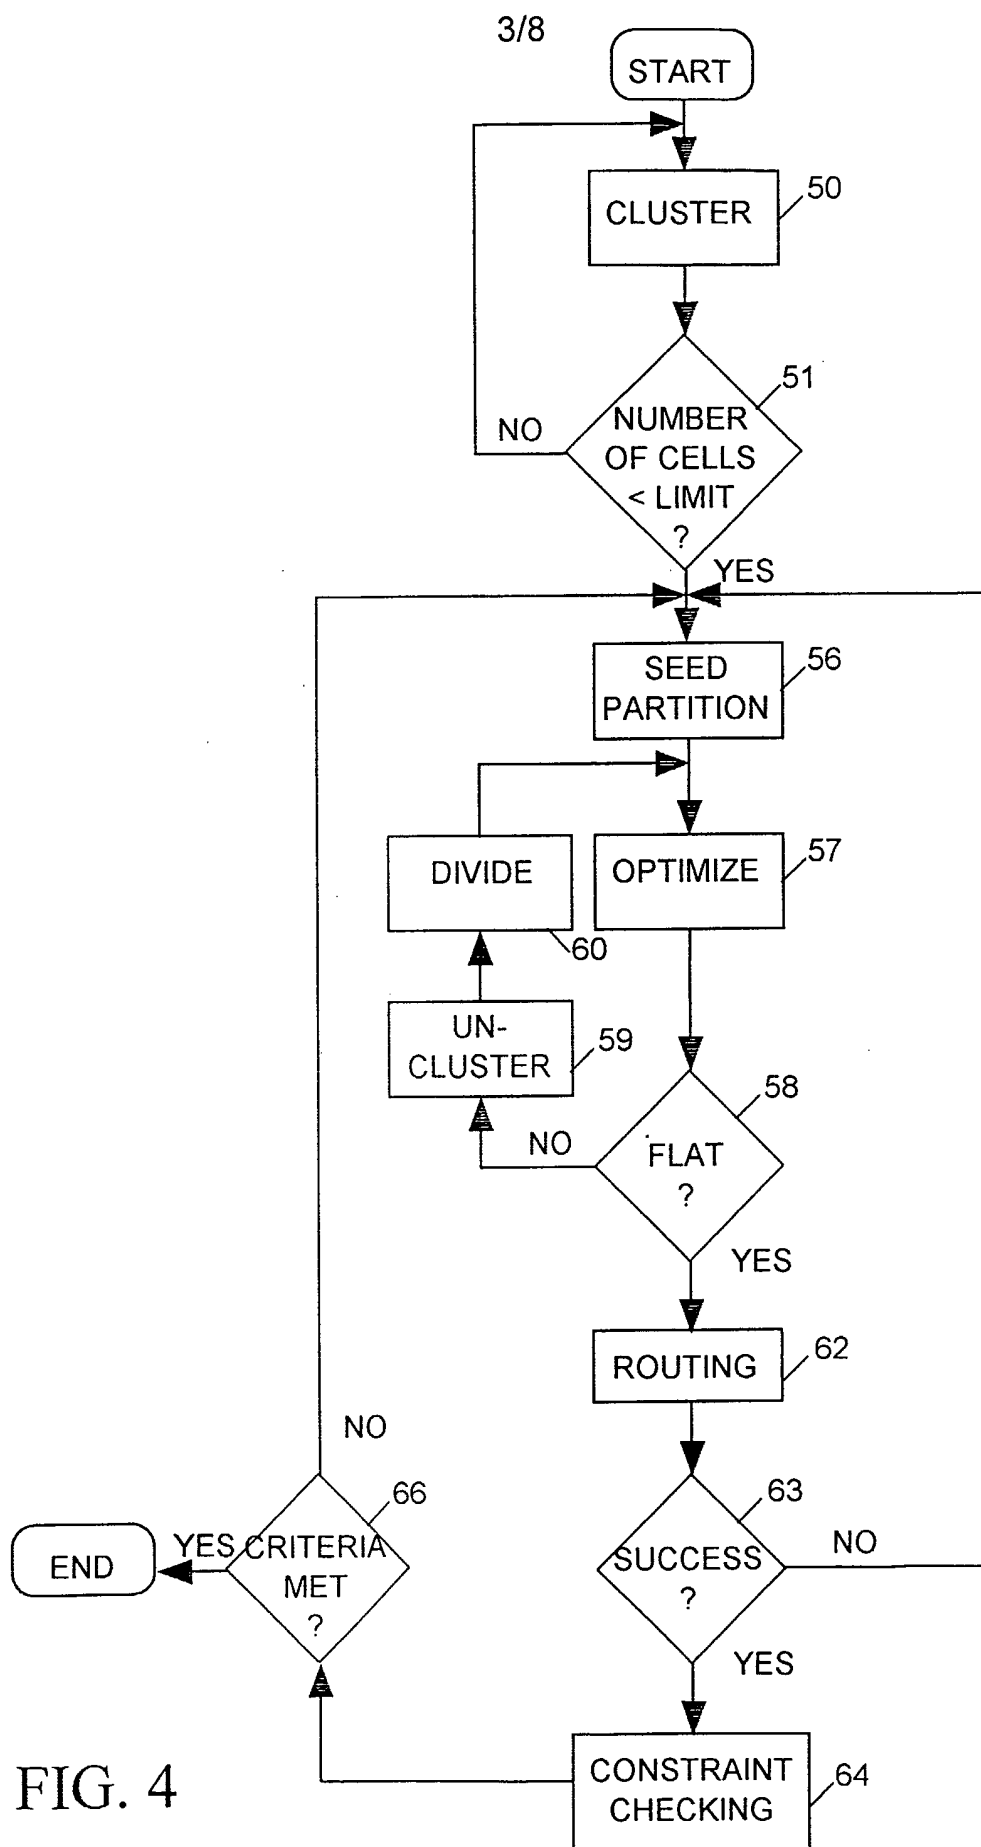 3/8
START
CLUSTER
50
51
NUMBER
OF CELLS
< LIMIT
?
NO
YES
SEED
PARTITION
56
DIVIDE
60
OPTIMIZE
57
UN-
CLUSTER
59
58
FLAT
?
NO
YES
ROUTING
62
NO
66
63
END
YES
CRITERIA
MET
?
SUCCESS
?
NO
YES
CONSTRAINT
CHECKING
64
FIG. 4